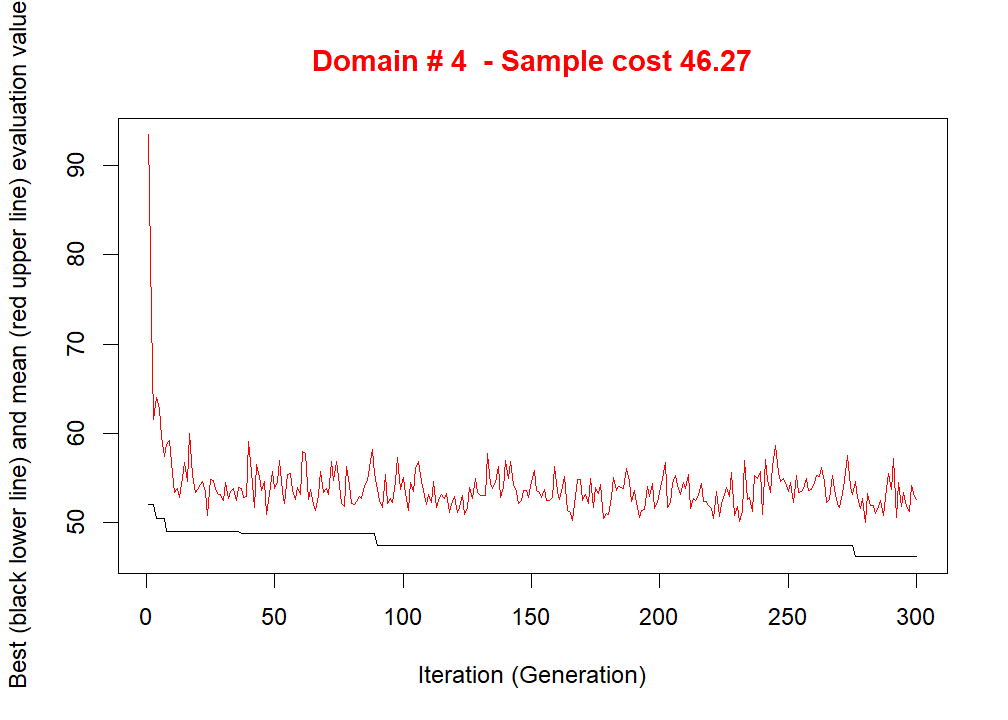 Domain # 4  - Sample cost 46.27
Best (black lower line) and mean (red upper line) evaluation value
90
80
70
60
50
0 50 100 150 200 250 300
Iteration (Generation)